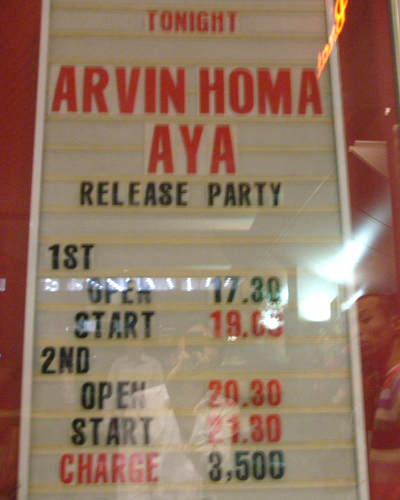 TONIGHT
ARVIN HOMA
AYA
RELEASE PARTY
1ST
OPEN 17.30
START 19.00
2ND
OPEN 20.30
START 21.30
CHARGE 3,500